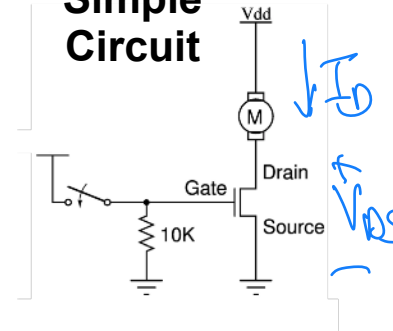 Simple
Circuit
Vdd
I_D
M
Drain
Gate
V_DS
10K
Source